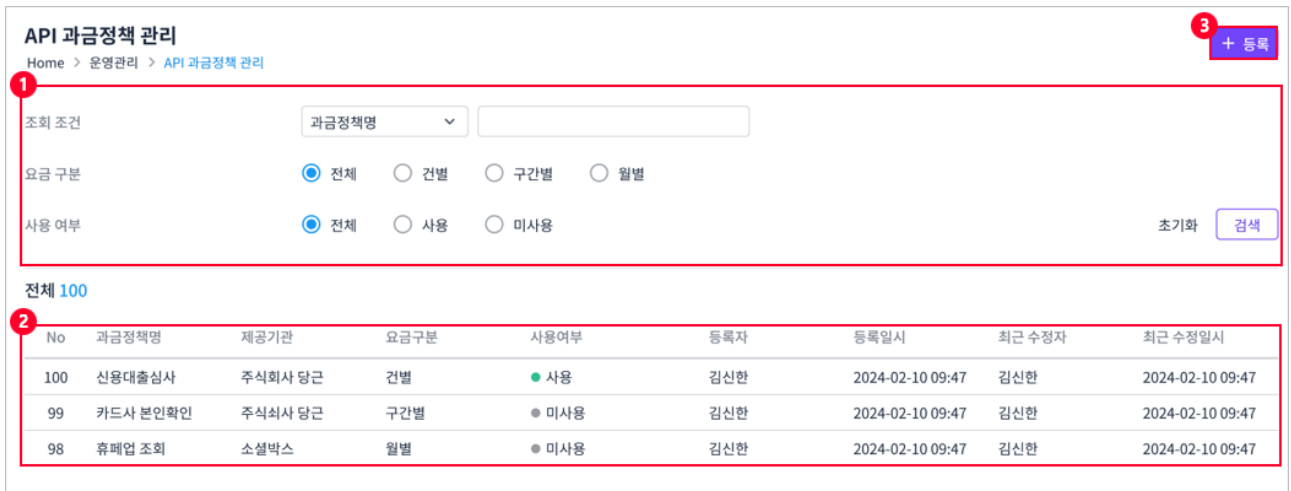 API 과금정책 관리
3
+ 등록
Home > 운영관리 > API 과금정책 관리
1
조회 조건 과금정책명
요금 구분 전체 건별 구간별 월별
사용 여부 전체 사용 미사용 초기화 검색
전체 100
2
No 과금정책명 제공기관 요금구분 사용여부 등록자 등록일시 최근 수정자 최근 수정일시
100 신용대출심사 주식회사 당근 건별 사용 김신한 2024-02-10 09:47 김신한 2024-02-10 09:47
99 카드사 본인확인 주식쇠사 당근 구간별 미사용 김신한 2024-02-10 09:47 김신한 2024-02-10 09:47
98 휴페업 조회 소셜박스 월별 미사용 김신한 2024-02-10 09:47 김신한 2024-02-10 09:47